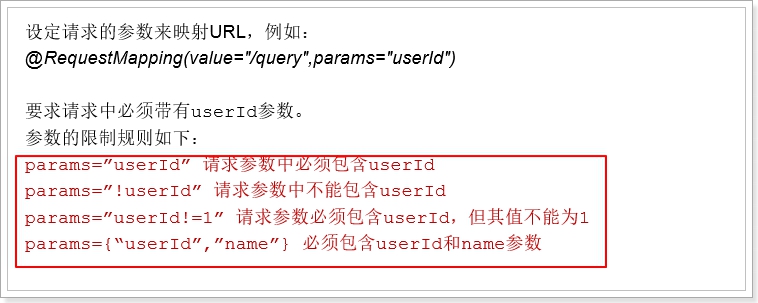 设定请求的参数来映射URL，例如：
@RequestMapping(value="/query",params="userId")
要求请求中必须带有userId参数。
参数的限制规则如下：
params=”userId” 请求参数中必须包含userId
params=”!userId” 请求参数中不能包含userId
params=”userId!=1” 请求参数必须包含userId，但其值不能为1
params={“userId”,”name”} 必须包含userId和name参数